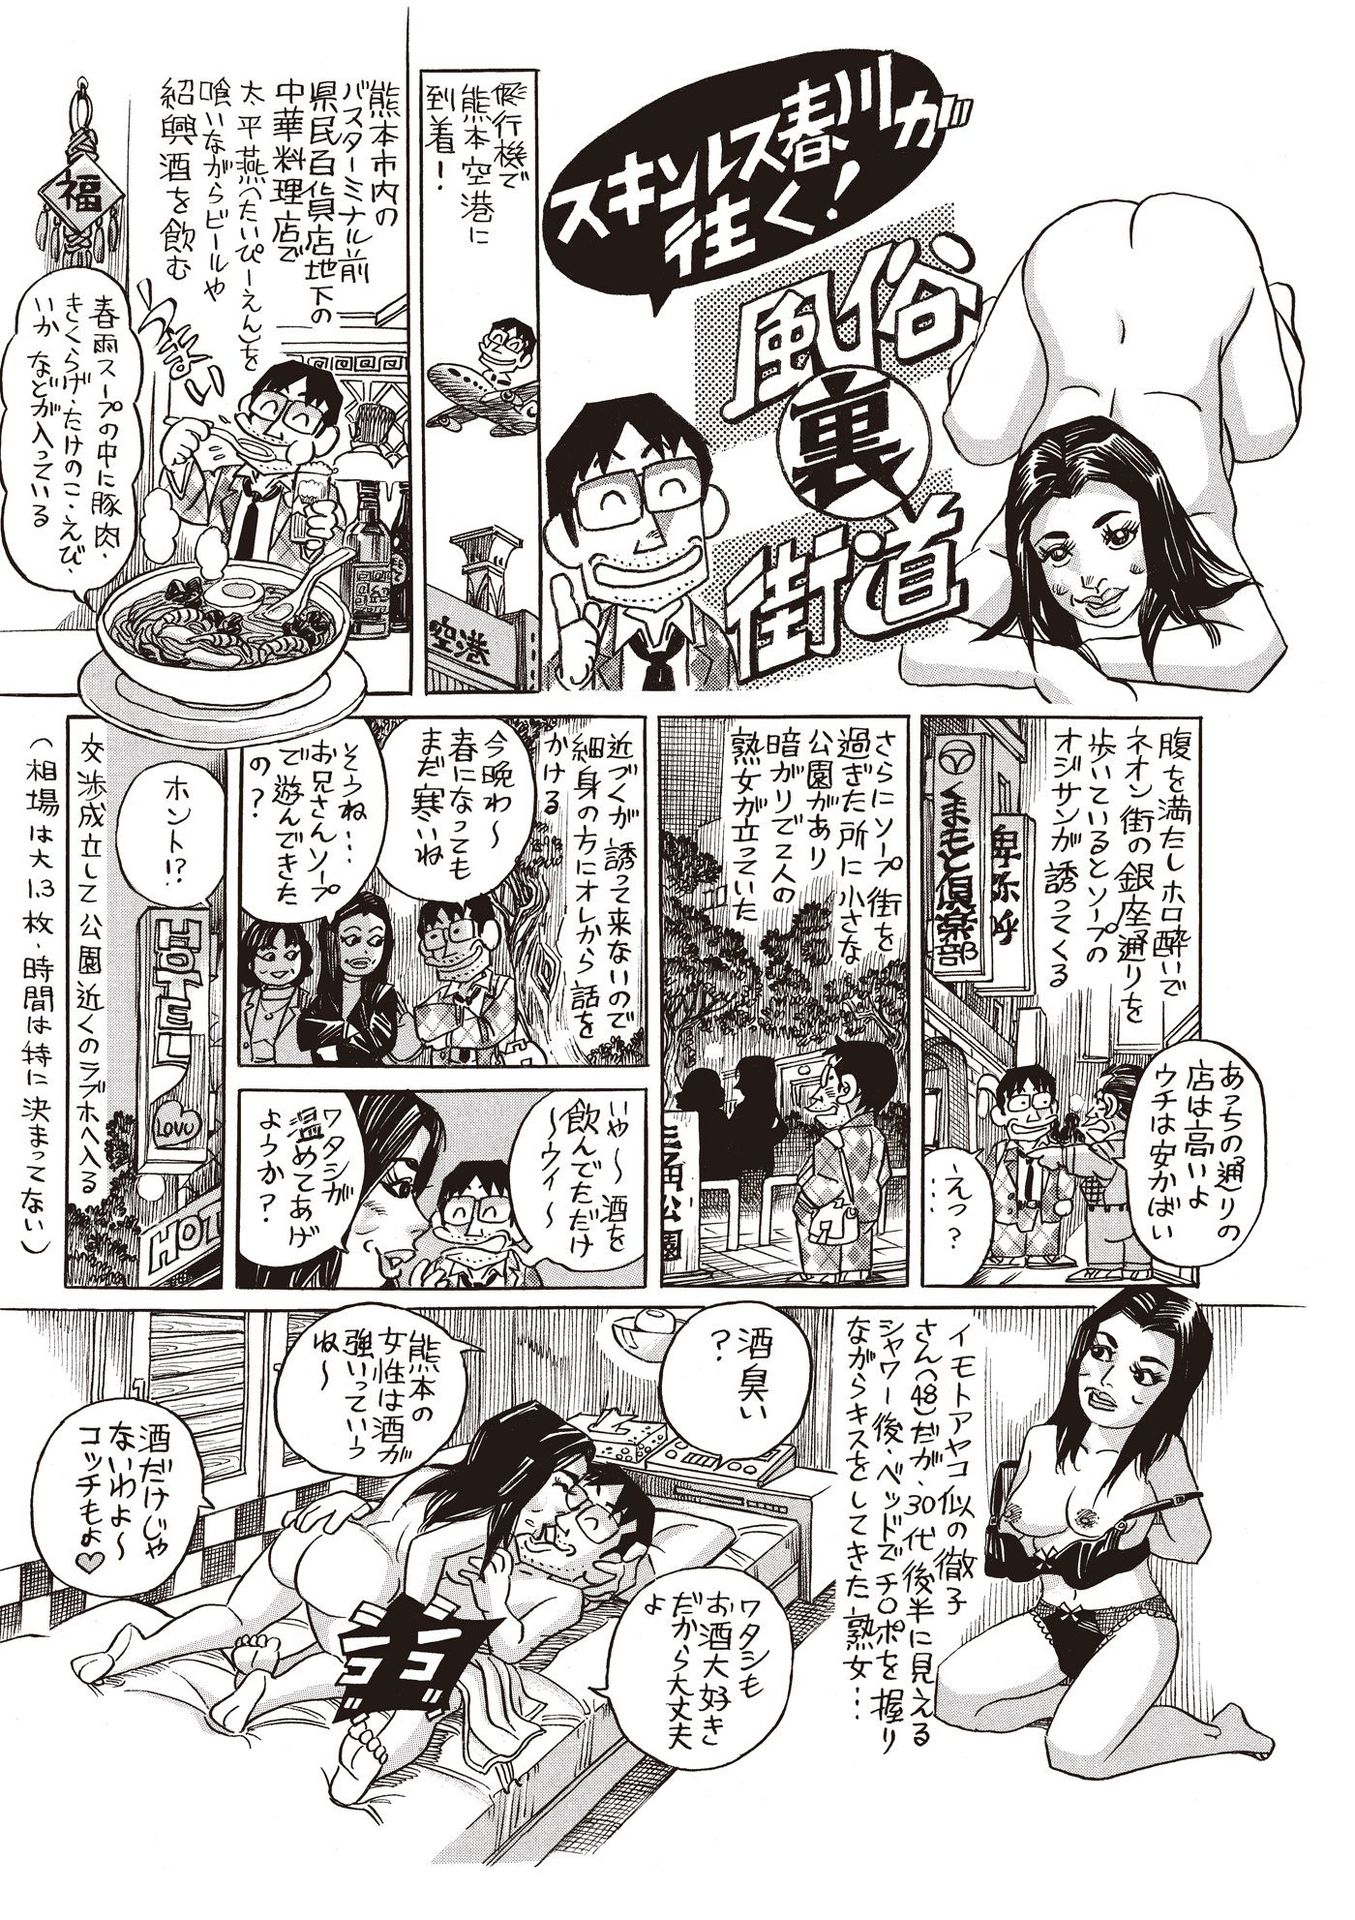 スキンレス春川が
往く!
風俗
裏
街道
飛行機で
熊本空港に
到着!
空港
熊本市内の
バスターミナル前
県民百貨店地下の
中華料理店で
太平燕(たいぴーえん)を
喰いながらビールや
紹興酒を飲む
福
うまい
春雨スープの中に豚肉、
きくらげ、たけのこ、えび、
いか などが入っている
腹を満たしホロ酔いで
ネオン街の銀座通りを
歩いているとソープの
オジサンが誘ってくる
くまもと倶楽部
卑弥呼
あっちの通りの
店は高いよ
ウチは安かばい
えっ?
……
さらにソープ街を
過ぎた所に小さな
公園があり
暗がりで2人の
熟女が立っていた
公園
近づくが誘って来ないので
細身の方にオレから話を
かける
今晩わ〜
春になっても
まだ寒いね
そうね…
お兄さんソープ
で遊んできた
の?
いや〜酒を
飲んでただけ
〜ウィ〜
ワタシが
温めてあげ
ようか?
ホント!?
HOTEL
LOVU
HOT
交渉成立して公園近くのラブホへ入る
(相場は大1.3枚、時間は特に決まってない)
イモトアヤコ似の徹子
さん(48)だが、30代後半に見える
シャワー後、ベッドでチ○ポを握り
ながらキスをしてきた熟女…
酒臭い
?
ワタシも
お酒大好き
だから大丈夫
よ
熊本の
女性は酒が
強いっていう
ね〜
酒だけじゃ
ないわよ〜
コッチもよ♡
ニギニギ